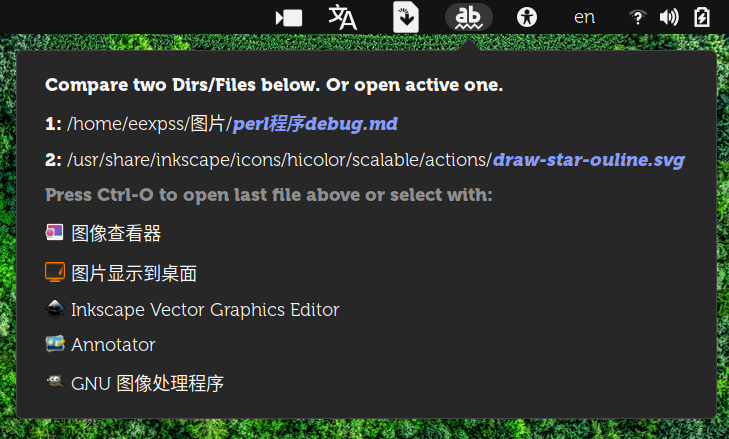 文A
ab
en
Compare two Dirs/Files below. Or open active one.
1: /home/eexpss/图片/perl程序debug.md
2: /usr/share/inkscape/icons/hicolor/scalable/actions/draw-star-ouline.svg
Press Ctrl-O to open last file above or select with:
图像查看器
图片显示到桌面
Inkscape Vector Graphics Editor
Annotator
GNU 图像处理程序